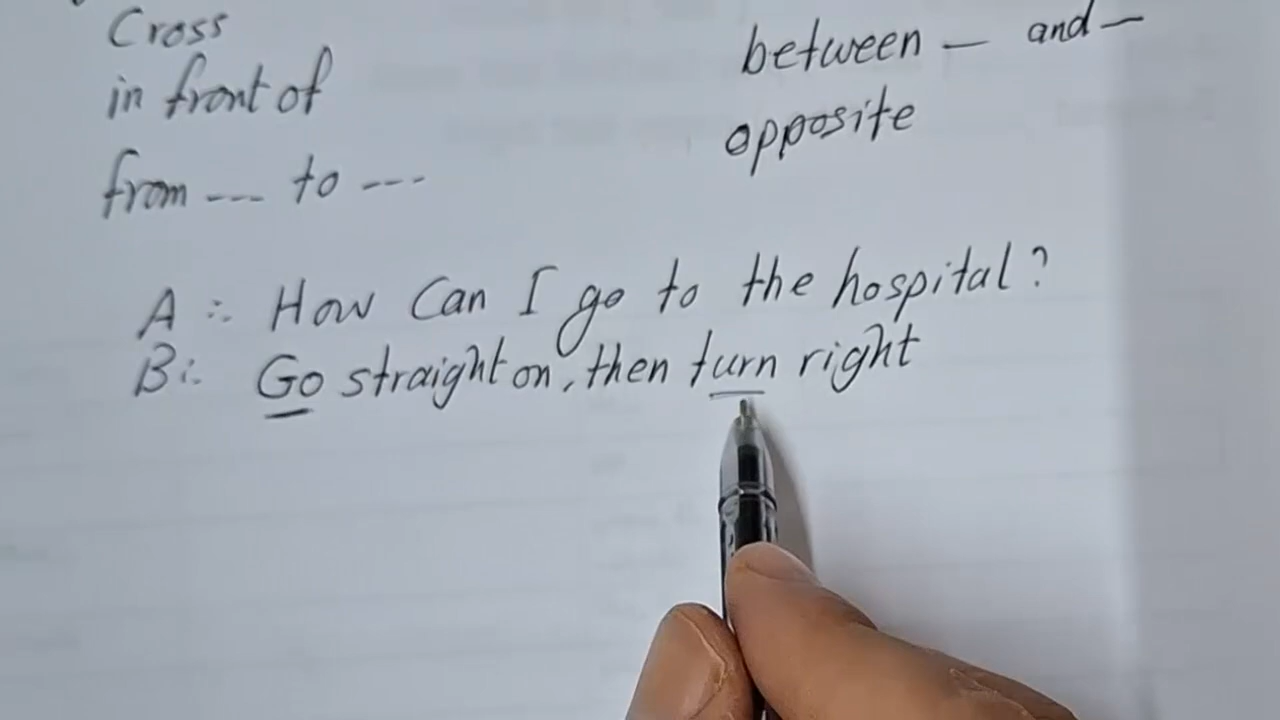 Cross
in front of
from --- to ---
between — and —
opposite
A : How Can I go to the hospital?
B : Go straight on, then turn right